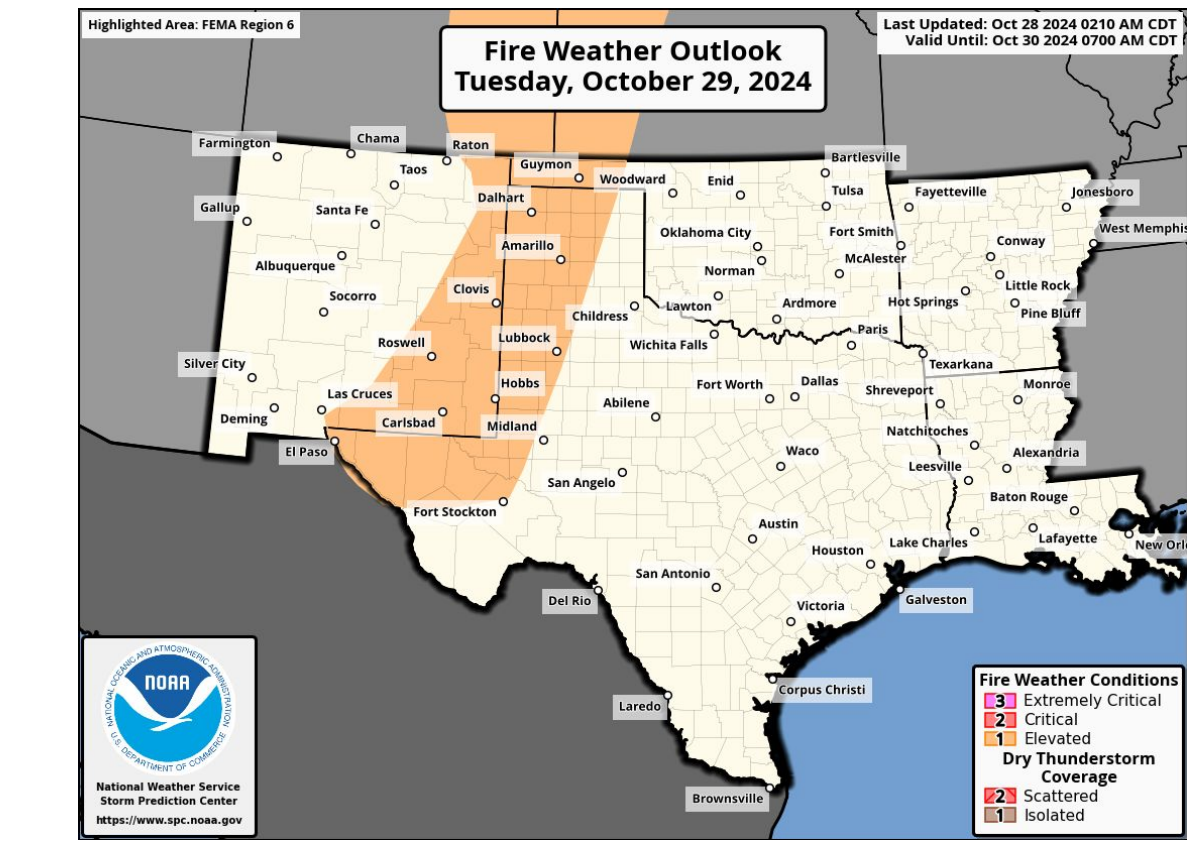 Highlighted Area: FEMA Region 6
Last Updated: Oct 28 2024 0210 AM CDT
Valid Until: Oct 30 2024 0700 AM CDT
Fire Weather Outlook
Tuesday, October 29, 2024
Farmington
Chama
Raton
Taos
Guymon
Woodward
Enid
Bartlesville
Tulsa
Fayetteville
Jonesboro
Gallup
Santa Fe
Dalhart
Oklahoma City
Fort Smith
Conway
West Memphis
Albuquerque
Amarillo
Norman
McAlester
Little Rock
Socorro
Clovis
Childress
Lawton
Ardmore
Hot Springs
Pine Bluff
Roswell
Lubbock
Wichita Falls
Paris
Texarkana
Silver City
Las Cruces
Hobbs
Fort Worth
Dallas
Shreveport
Monroe
Deming
Carlsbad
Midland
Abilene
Natchitoches
El Paso
San Angelo
Waco
Leesville
Alexandria
Fort Stockton
Baton Rouge
Austin
Houston
Lake Charles
Lafayette
New Orl
Del Rio
San Antonio
Victoria
Galveston
Laredo
Corpus Christi
Brownsville
NATIONAL OCEANIC AND ATMOSPHERIC ADMINISTRATION
NOAA
U.S. DEPARTMENT OF COMMERCE
National Weather Service
Storm Prediction Center
https://www.spc.noaa.gov
Fire Weather Conditions
3 Extremely Critical
2 Critical
1 Elevated
Dry Thunderstorm
Coverage
2 Scattered
1 Isolated